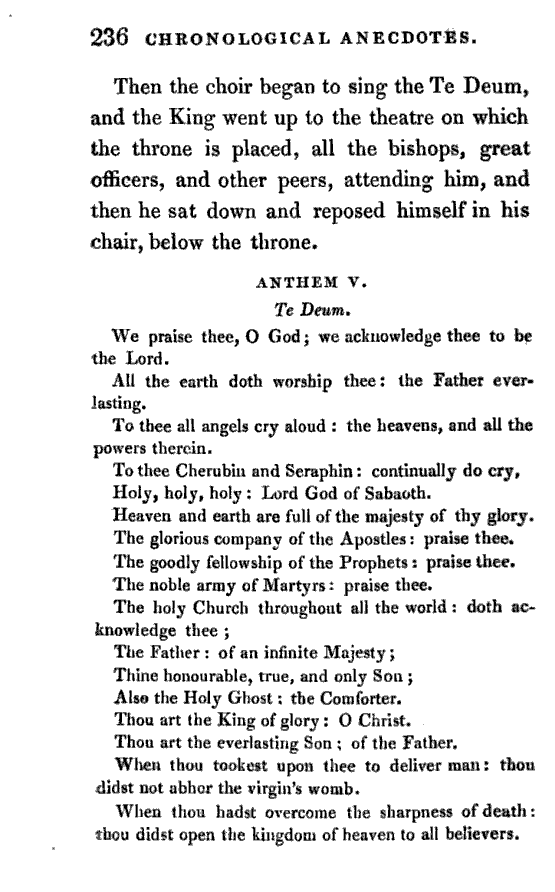 236 CHRONOLOGICAL ANECDOTES.
Then the choir began to sing the Te Deum,
and the King went up to the theatre on which
the throne is placed, all the bishops, great
officers, and other peers, attending him, and
then he sat down and reposed himself in his
chair, below the throne.
ANTHEM V.
Te Deum.
We praise thee, O God; we acknowledge thee to be
the Lord.
All the earth doth worship thee: the Father ever-
lasting.
To thee all angels cry aloud: the heavens, and all the
powers therein.
To thee Cherubin and Seraphin: continually do cry,
Holy, holy, holy: Lord God of Sabaoth.
Heaven and earth are full of the majesty of thy glory.
The glorious company of the Apostles: praise thee.
The goodly fellowship of the Prophets: praise thee.
The noble army of Martyrs: praise thee.
The holy Church throughout all the world: doth ac-
knowledge thee;
The Father: of an infinite Majesty;
Thine honourable, true, and only Son;
Also the Holy Ghost: the Comforter.
Thou art the King of glory: O Christ.
Thou art the everlasting Son; of the Father.
When thou tookest upon thee to deliver man: thou
didst not abhor the virgin's womb.
When thou hadst overcome the sharpness of death:
thou didst open the kingdom of heaven to all believers.